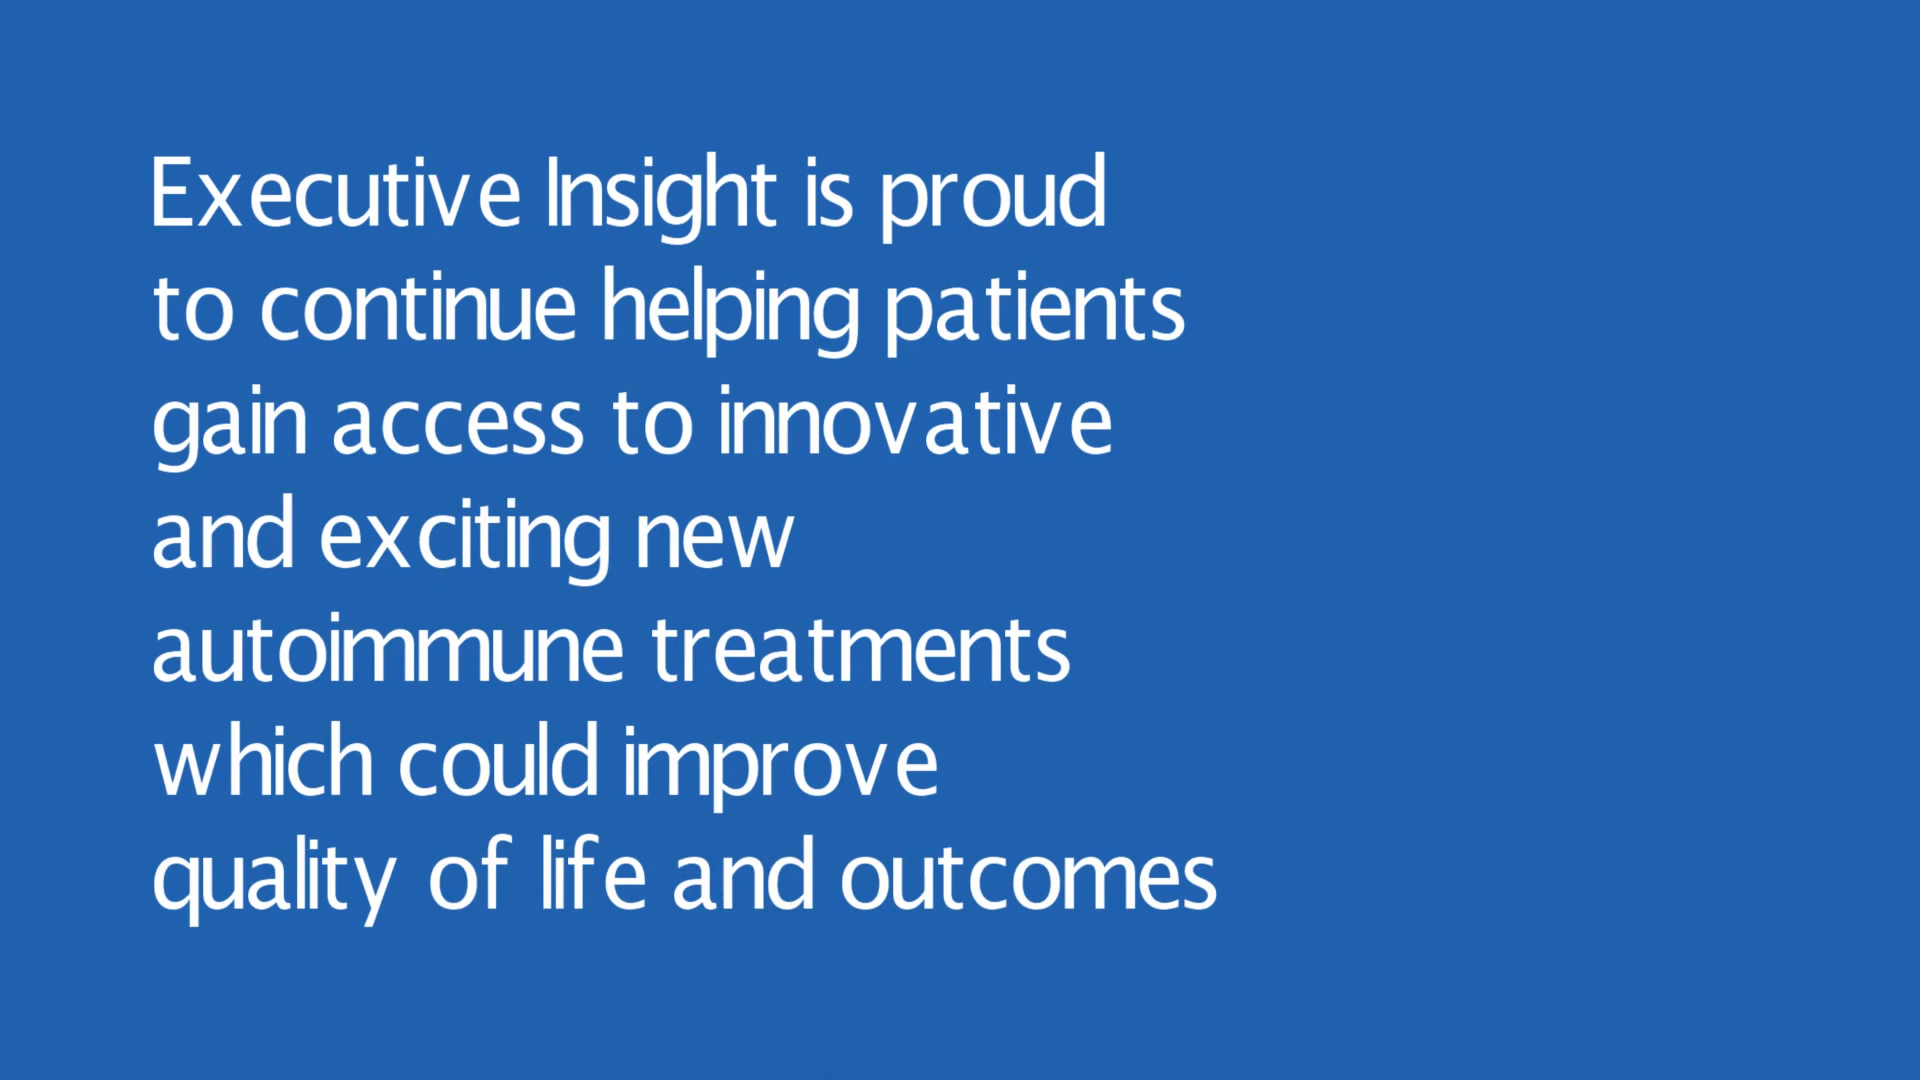 Executive Insight is proud
to continue helping patients
gain access to innovative
and exciting new
autoimmune treatments
which could improve
quality of life and outcomes